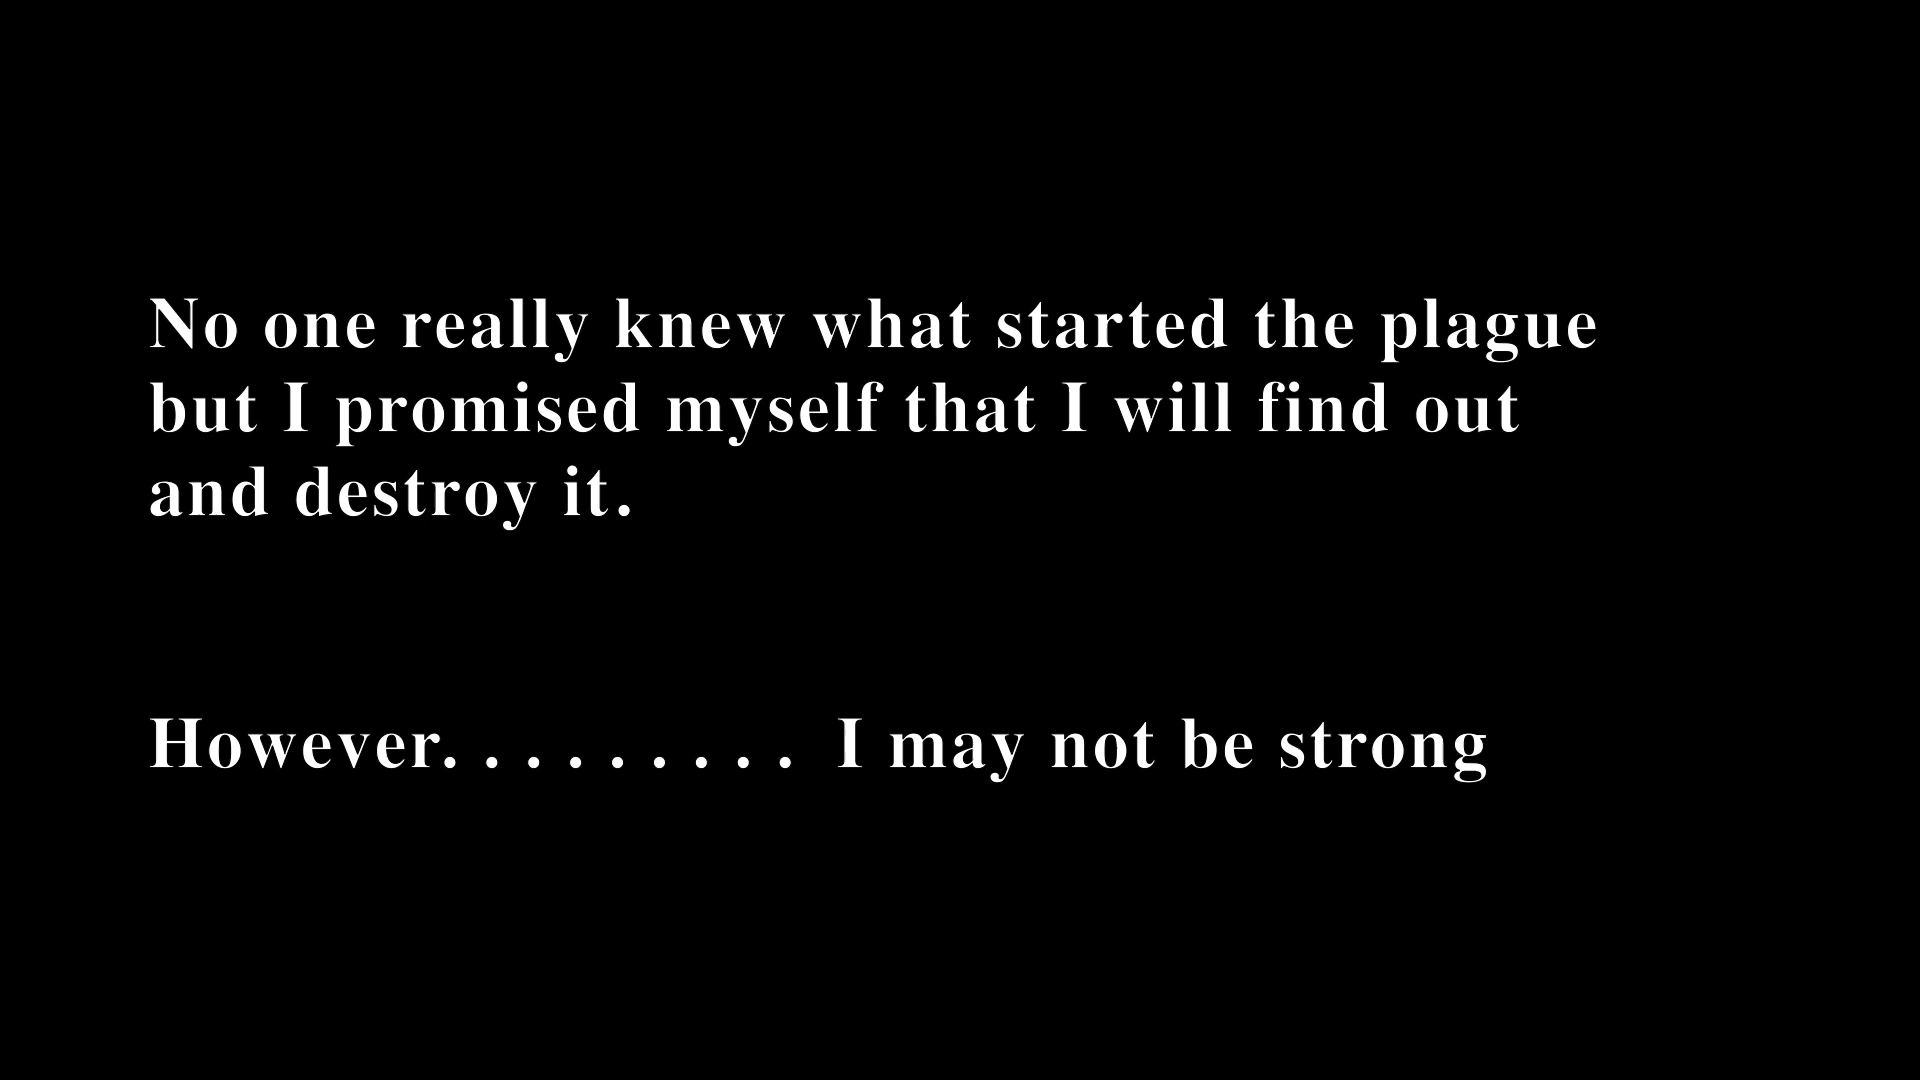 No one really knew what started the plague
but I promised myself that I will find out
and destroy it.
However. . . . . . . . .  I may not be strong